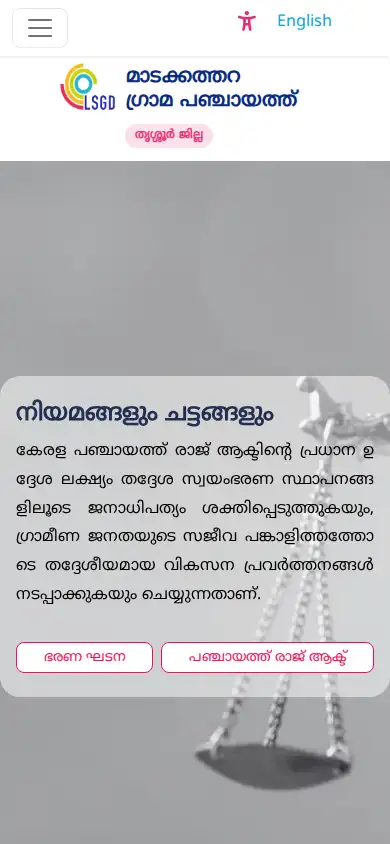 English
മാടക്കത്തറ
ഗ്രാമ പഞ്ചായത്ത്
LSGD
തൃശ്ശൂർ ജില്ല
നിയമങ്ങളും ചട്ടങ്ങളും
കേരള പഞ്ചായത്ത് രാജ് ആക്ടിന്റെ പ്രധാന ഉ
ദ്ദേശ ലക്ഷ്യം തദ്ദേശ സ്വയംഭരണ സ്ഥാപനങ്ങ
ളിലൂടെ ജനാധിപത്യം ശക്തിപ്പെടുത്തുകയും,
ഗ്രാമീണ ജനതയുടെ സജീവ പങ്കാളിത്തത്തോ
ടെ തദ്ദേശീയമായ വികസന പ്രവർത്തനങ്ങൾ
നടപ്പാക്കുകയും ചെയ്യുന്നതാണ്.
ഭരണ ഘടന
പഞ്ചായത്ത് രാജ് ആക്ട്